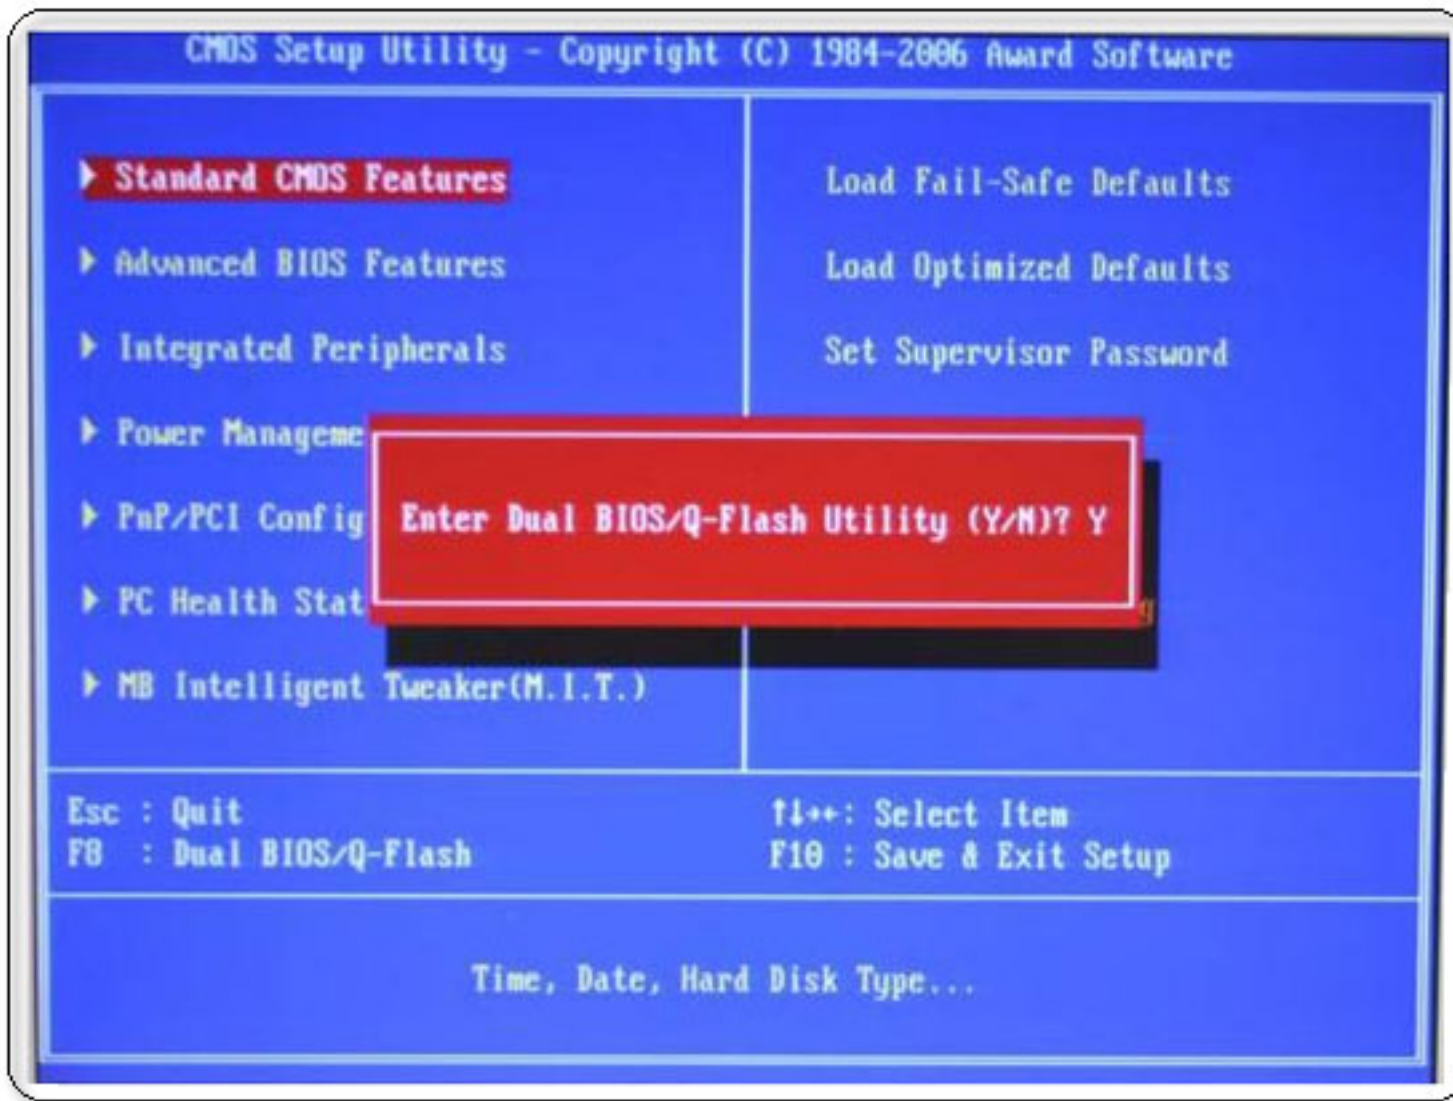 CMOS Setup Utility - Copyright (C) 1984-2006 Award Software
Standard CMOS Features
Advanced BIOS Features
Integrated Peripherals
Power Manageme
PnP/PCI Config
PC Health Stat
MB Intelligent Tweaker(M.I.T.)
Load Fail-Safe Defaults
Load Optimized Defaults
Set Supervisor Password
g
Enter Dual BIOS/Q-Flash Utility (Y/N)? Y
Esc : Quit
F8 : Dual BIOS/Q-Flash
↑↓→←: Select Item
F10 : Save & Exit Setup
Time, Date, Hard Disk Type...